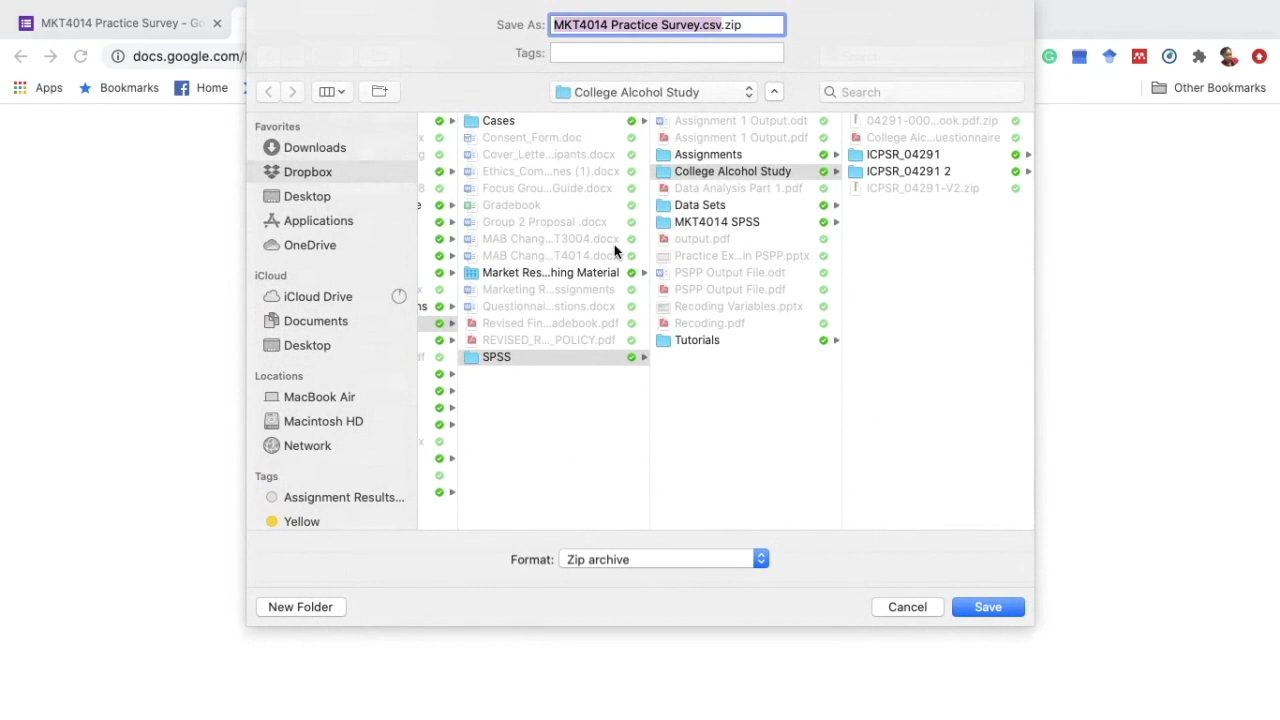 MKT4014 Practice Survey - Go
docs.google.com/f
Apps
Bookmarks
Home
Other Bookmarks
Save As: MKT4014 Practice Survey.csv.zip
Tags:
College Alcohol Study
Search
Favorites
Downloads
Dropbox
Desktop
Applications
OneDrive
iCloud
iCloud Drive
Documents
Desktop
Locations
MacBook Air
Macintosh HD
Network
Tags
Assignment Results...
Yellow
Cases
Consent_Form.doc
Cover_Lette...ipants.docx
Ethics_Com...nes (1).docx
Focus Grou...Guide.docx
Gradebook
Group 2 Proposal .docx
MAB Chang...T3004.docx
MAB Chang...T4014.docx
Market Res...hing Material
Marketing R...ssignments
Questionnai...stions.docx
Revised Fin...adebook.pdf
REVISED_R..._POLICY.pdf
SPSS
Assignment 1 Output.odt
Assignment 1 Output.pdf
Assignments
College Alcohol Study
Data Analysis Part 1.pdf
Data Sets
MKT4014 SPSS
output.pdf
Practice Ex...in PSPP.pptx
PSPP Output File.odt
PSPP Output File.pdf
Recoding Variables.pptx
Recoding.pdf
Tutorials
04291-000...ook.pdf.zip
College Alc...uestionnaire
ICPSR_04291
ICPSR_04291 2
ICPSR_04291-V2.zip
Format: Zip archive
New Folder
Cancel
Save